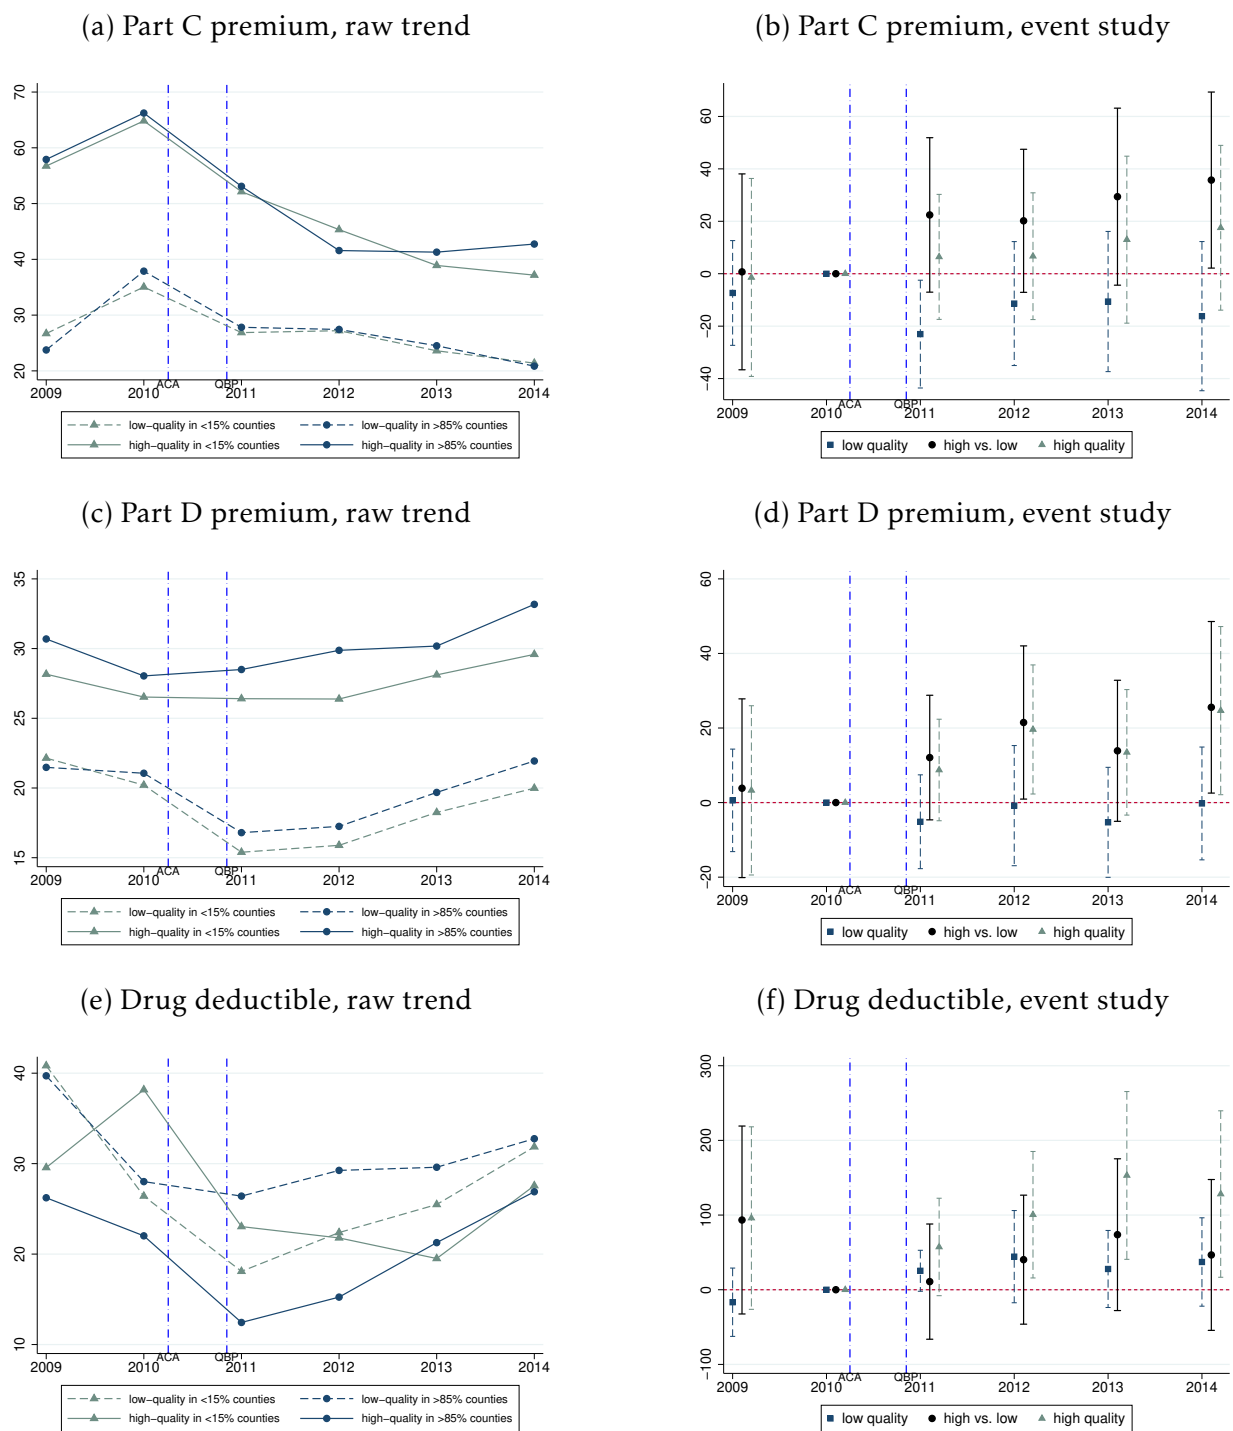 (a) Part C premium, raw trend
70
60
50
40
30
20
2009 2010 2011 2012 2013 2014
ACA QBP
low−quality in <15% counties low−quality in >85% counties
high−quality in <15% counties high−quality in >85% counties
(b) Part C premium, event study
60
40
20
0
−20
−40
2009 2010 2011 2012 2013 2014
ACA QBP
low quality high vs. low high quality
(c) Part D premium, raw trend
35
30
25
20
15
2009 2010 2011 2012 2013 2014
ACA QBP
low−quality in <15% counties low−quality in >85% counties
high−quality in <15% counties high−quality in >85% counties
(d) Part D premium, event study
60
40
20
0
−20
2009 2010 2011 2012 2013 2014
ACA QBP
low quality high vs. low high quality
(e) Drug deductible, raw trend
40
30
20
10
2009 2010 2011 2012 2013 2014
ACA QBP
low−quality in <15% counties low−quality in >85% counties
high−quality in <15% counties high−quality in >85% counties
(f) Drug deductible, event study
300
200
100
0
−100
2009 2010 2011 2012 2013 2014
ACA QBP
low quality high vs. low high quality